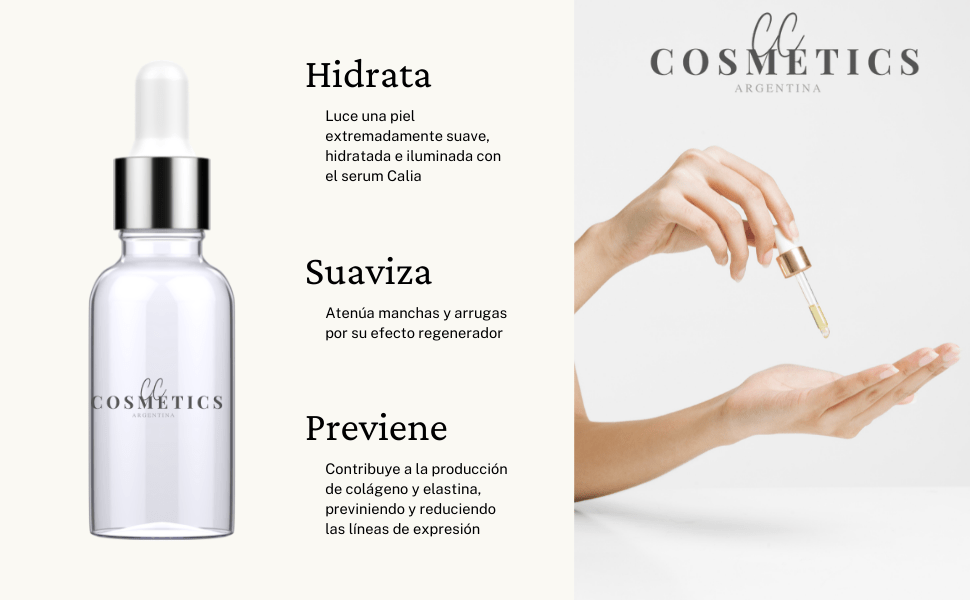 Hidrata
Luce una piel
extremadamente suave,
hidratada e iluminada con
el serum Calia
Suaviza
Atenúa manchas y arrugas
por su efecto regenerador
Previene
Contribuye a la producción
de colágeno y elastina,
previniendo y reduciendo
las líneas de expresión
CC
COSMETICS
ARGENTINA
CC
COSMETICS
ARGENTINA